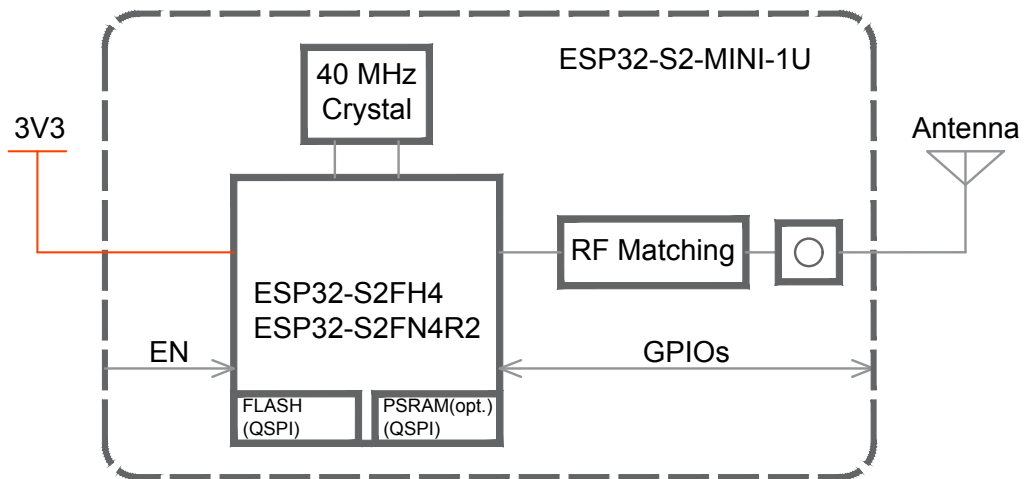 ESP32-S2-MINI-1U
40 MHz
Crystal
3V3
Antenna
RF Matching
ESP32-S2FH4
ESP32-S2FN4R2
EN
GPIOs
FLASH
(QSPI)
PSRAM(opt.)
(QSPI)